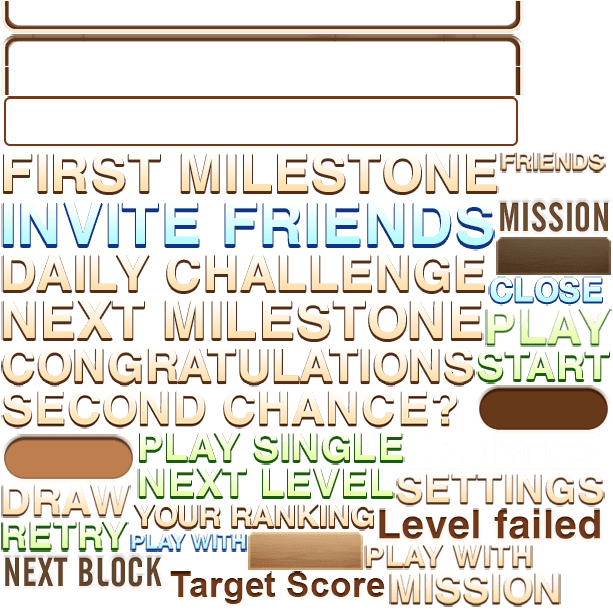 FIRST MILESTONE
FRIENDS
INVITE FRIENDS
MISSION
DAILY CHALLENGE
CLOSE
NEXT MILESTONE
PLAY
CONGRATULATIONS
START
SECOND CHANCE?
PLAY SINGLE
NEXT LEVEL
SETTINGS
DRAW
YOUR RANKING
Level failed
RETRY
PLAY WITH
PLAY WITH
NEXT BLOCK
Target Score
MISSION